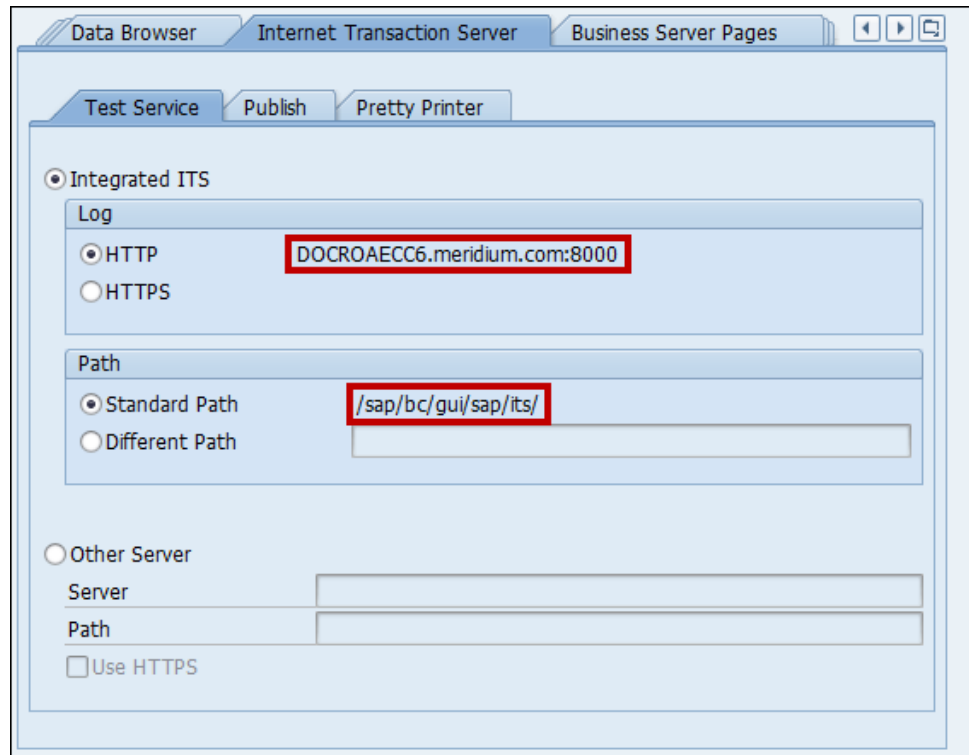 Data Browser Internet Transaction Server Business Server Pages
Test Service Publish Pretty Printer
Integrated ITS
Log
HTTP DOCROAECC6.meridium.com:8000
HTTPS
Path
Standard Path /sap/bc/gui/sap/its/
Different Path
Other Server
Server
Path
Use HTTPS